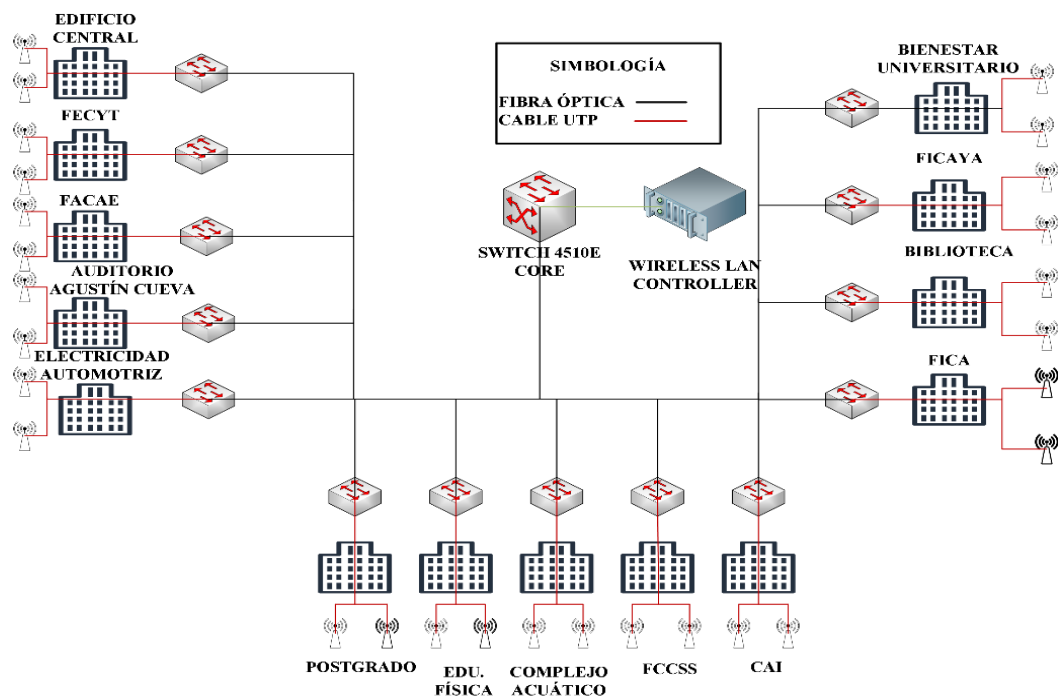 EDIFICIO
CENTRAL
FECYT
FACAE
AUDITORIO
AGUSTÍN CUEVA
ELECTRICIDAD
AUTOMOTRIZ
SIMBOLOGÍA
FIBRA ÓPTICA
CABLE UTP
SWITCH 4510E
CORE
WIRELESS LAN
CONTROLLER
BIENESTAR
UNIVERSITARIO
FICAYA
BIBLIOTECA
FICA
POSTGRADO
EDU.
FÍSICA
COMPLEJO
ACUÁTICO
FCCSS
CAI